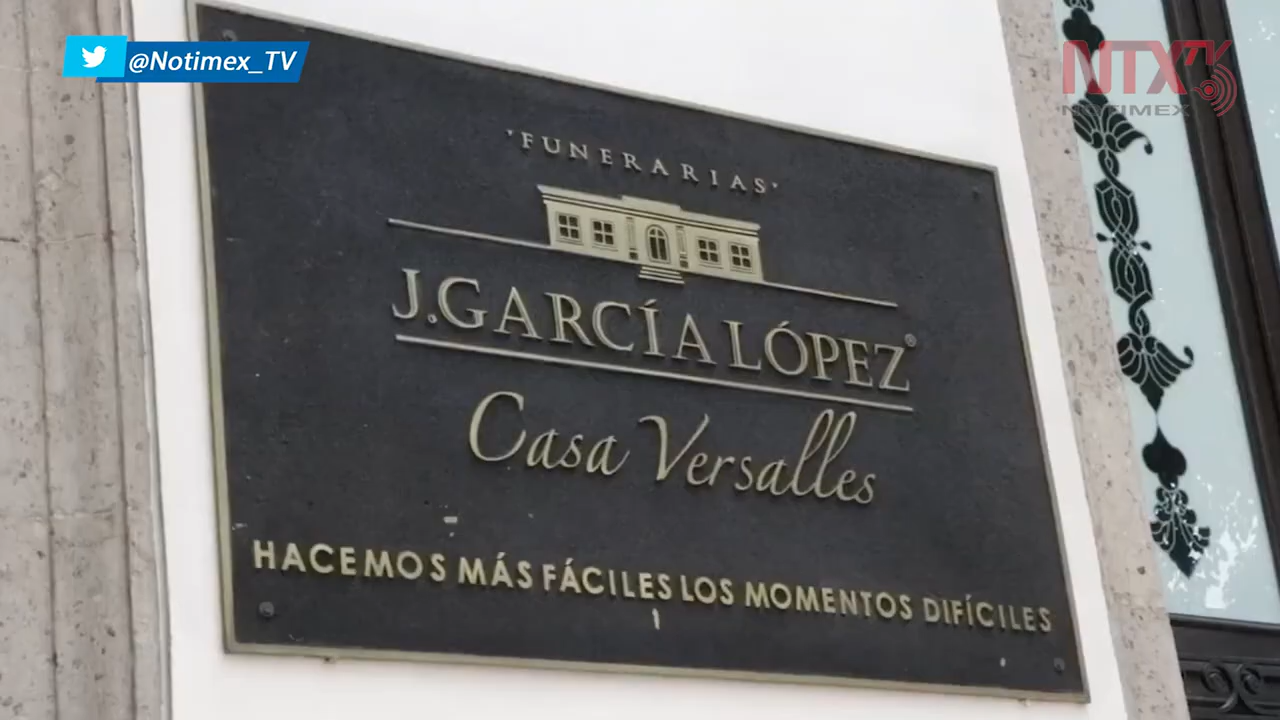 @Notimex_TV
NTX
NOTIMEX
'FUNERARIAS'
J.GARCÍA LÓPEZ®
Casa Versalles
HACEMOS MÁS FÁCILES LOS MOMENTOS DIFÍCILES